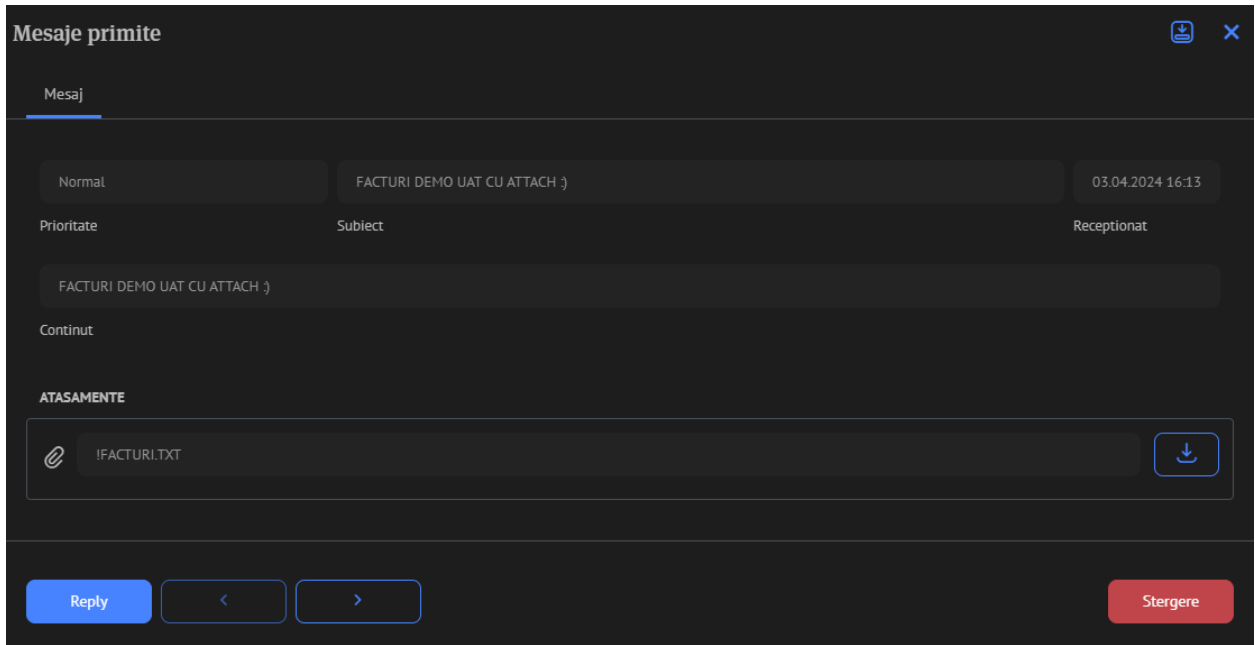 Mesaje primite
Mesaj
Normal
FACTURI DEMO UAT CU ATTACH :)
03.04.2024 16:13
Prioritate
Subiect
Receptionat
FACTURI DEMO UAT CU ATTACH :)
Continut
ATASAMENTE
!FACTURI.TXT
Reply
Stergere